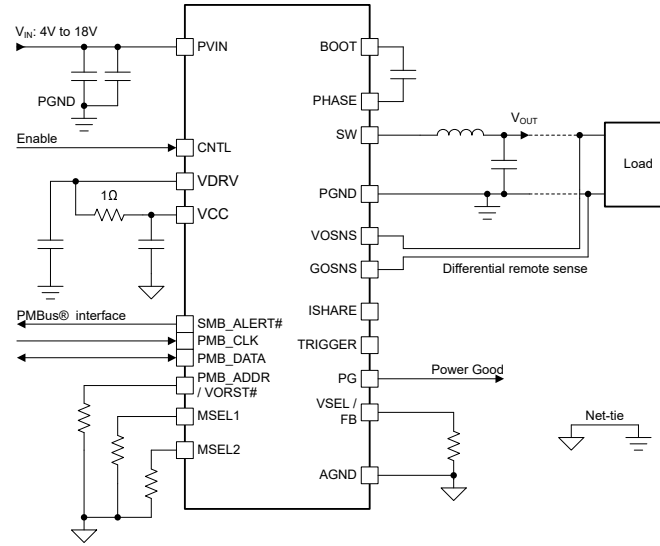 VIN: 4V to 18V
PGND
Enable
1Ω
PMBus® interface
PVIN
CNTL
VDRV
VCC
SMB_ALERT#
PMB_CLK
PMB_DATA
PMB_ADDR
/ VORST#
MSEL1
MSEL2
BOOT
PHASE
SW
PGND
VOSNS
GOSNS
ISHARE
TRIGGER
PG
VSEL /
FB
AGND
VOUT
Load
Differential remote sense
Power Good
Net-tie